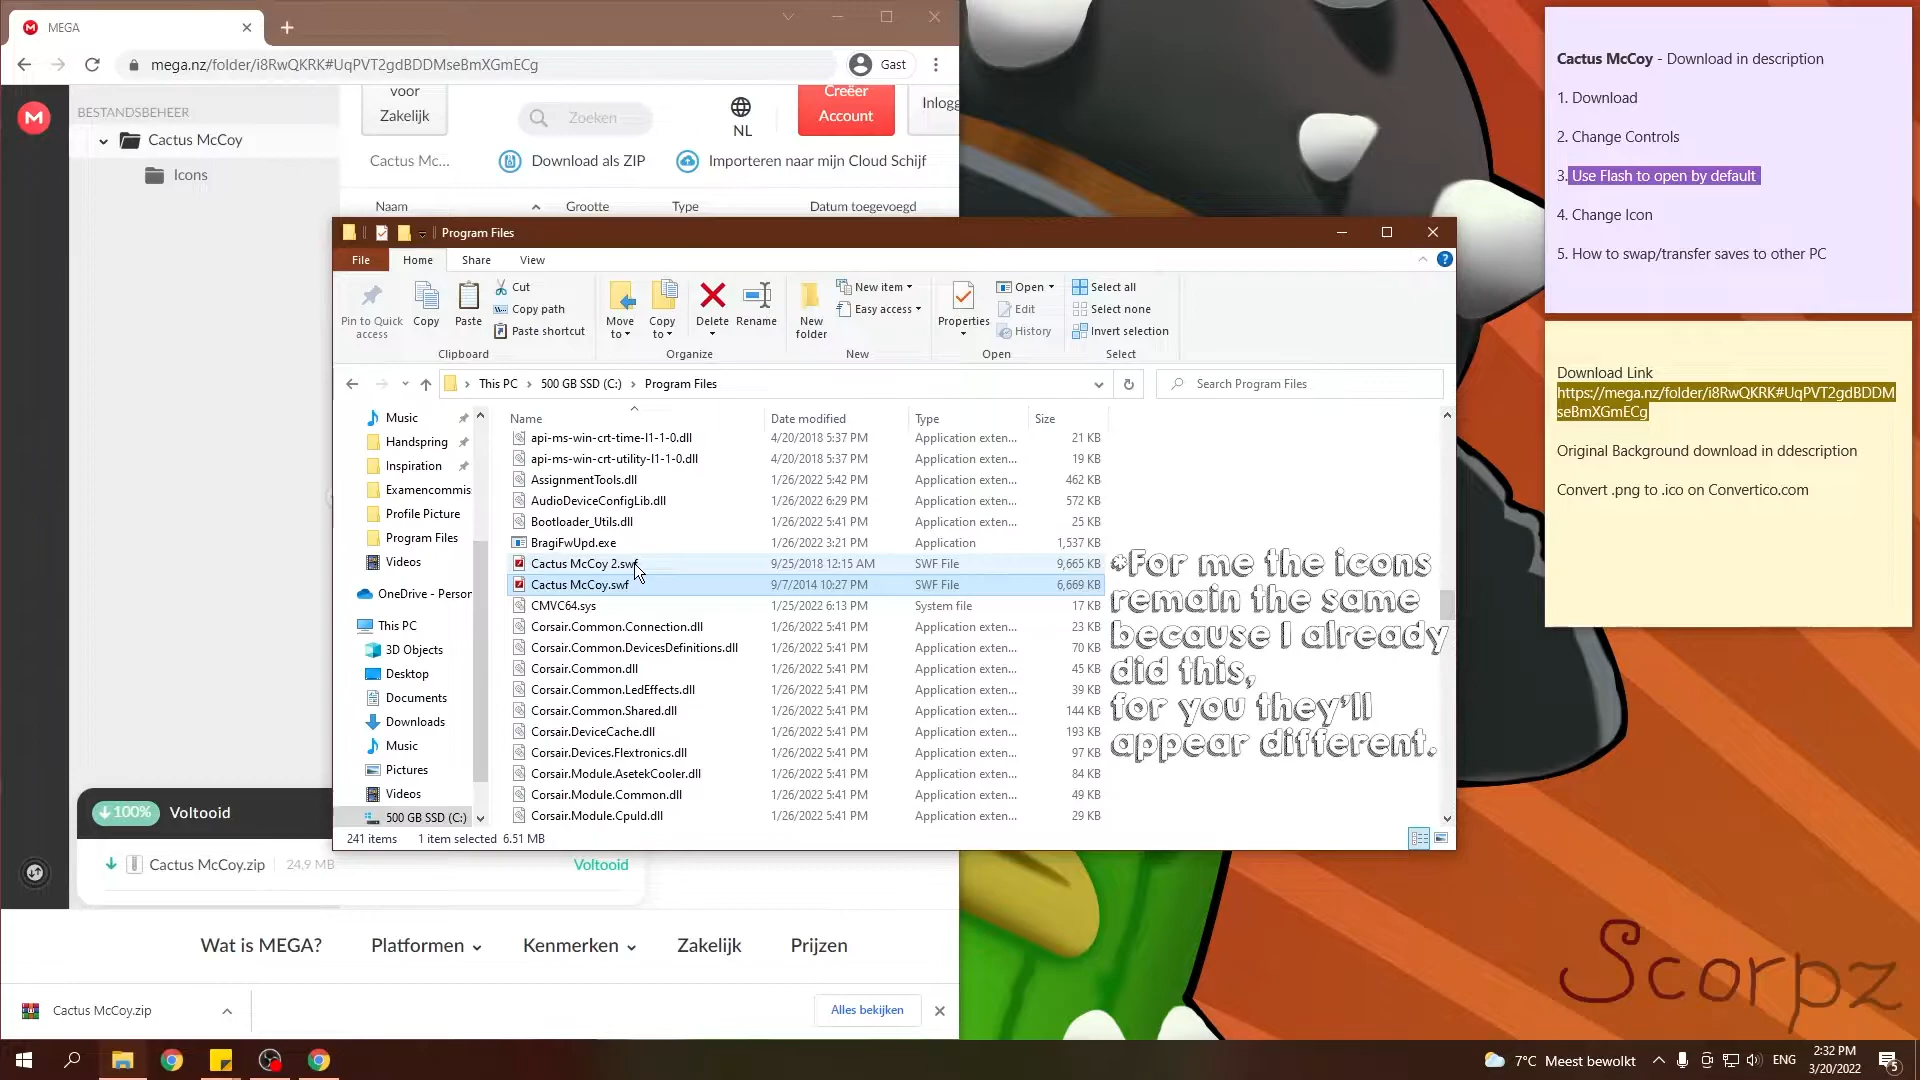 MEGA
mega.nz/folder/i8RwQKRK#UqPVT2gdBDDMseBmXGmECg
Gast
M
BESTANDSBEHEER
Cactus McCoy
Icons
voor
Zakelijk
Zoeken
NL
Creëer
Account
Inlogg
Cactus Mc...
Download als ZIP
Importeren naar mijn Cloud Schijf
Naam
Grootte
Type
Datum toegevoegd
Program Files
File
Home
Share
View
Pin to Quick
access
Copy
Paste
Cut
Copy path
Paste shortcut
Clipboard
Move
to
Copy
to
Delete
Rename
Organize
New
folder
New item
Easy access
New
Properties
Open
Edit
History
Open
Select all
Select none
Invert selection
Select
This PC
500 GB SSD (C:)
Program Files
Search Program Files
Music
Handspring
Inspiration
Examencommis
Profile Picture
Program Files
Videos
OneDrive - Person
This PC
3D Objects
Desktop
Documents
Downloads
Music
Pictures
Videos
500 GB SSD (C:)
Name Date modified Type Size
api-ms-win-crt-time-l1-1-0.dll 4/20/2018 5:37 PM Application exten... 21 KB
api-ms-win-crt-utility-l1-1-0.dll 4/20/2018 5:37 PM Application exten... 19 KB
AssignmentTools.dll 1/26/2022 5:42 PM Application exten... 462 KB
AudioDeviceConfigLib.dll 1/26/2022 6:29 PM Application exten... 572 KB
Bootloader_Utils.dll 1/26/2022 5:41 PM Application exten... 25 KB
BragiFwUpd.exe 1/26/2022 3:21 PM Application 1,537 KB
Cactus McCoy 2.swf 9/25/2018 12:15 AM SWF File 9,665 KB
Cactus McCoy.swf 9/7/2014 10:27 PM SWF File 6,669 KB
CMVC64.sys 1/25/2022 6:13 PM System file 17 KB
Corsair.Common.Connection.dll 1/26/2022 5:41 PM Application exten... 23 KB
Corsair.Common.DevicesDefinitions.dll 1/26/2022 5:41 PM Application exten... 70 KB
Corsair.Common.dll 1/26/2022 5:41 PM Application exten... 45 KB
Corsair.Common.LedEffects.dll 1/26/2022 5:41 PM Application exten... 39 KB
Corsair.Common.Shared.dll 1/26/2022 5:41 PM Application exten... 144 KB
Corsair.DeviceCache.dll 1/26/2022 5:41 PM Application exten... 193 KB
Corsair.Devices.Flextronics.dll 1/26/2022 5:41 PM Application exten... 97 KB
Corsair.Module.AsetekCooler.dll 1/26/2022 5:41 PM Application exten... 84 KB
Corsair.Module.Common.dll 1/26/2022 5:41 PM Application exten... 49 KB
Corsair.Module.CpuId.dll 1/26/2022 5:41 PM Application exten... 29 KB
241 items 1 item selected 6.51 MB
*For me the icons
remain the same
because I already
did this,
for you they'll
appear different.
100% Voltooid
Cactus McCoy.zip 24,9 MB Voltooid
Wat is MEGA? Platformen Kenmerken Zakelijk Prijzen
Cactus McCoy.zip
Alles bekijken
Cactus McCoy - Download in description
1. Download
2. Change Controls
3. Use Flash to open by default
4. Change Icon
5. How to swap/transfer saves to other PC
Download Link
https://mega.nz/folder/i8RwQKRK#UqPVT2gdBDDM
seBmXGmECg
Original Background download in ddescription
Convert .png to .ico on Convertico.com
Scorpz
7°C Meest bewolkt
ENG
2:32 PM
3/20/2022
5